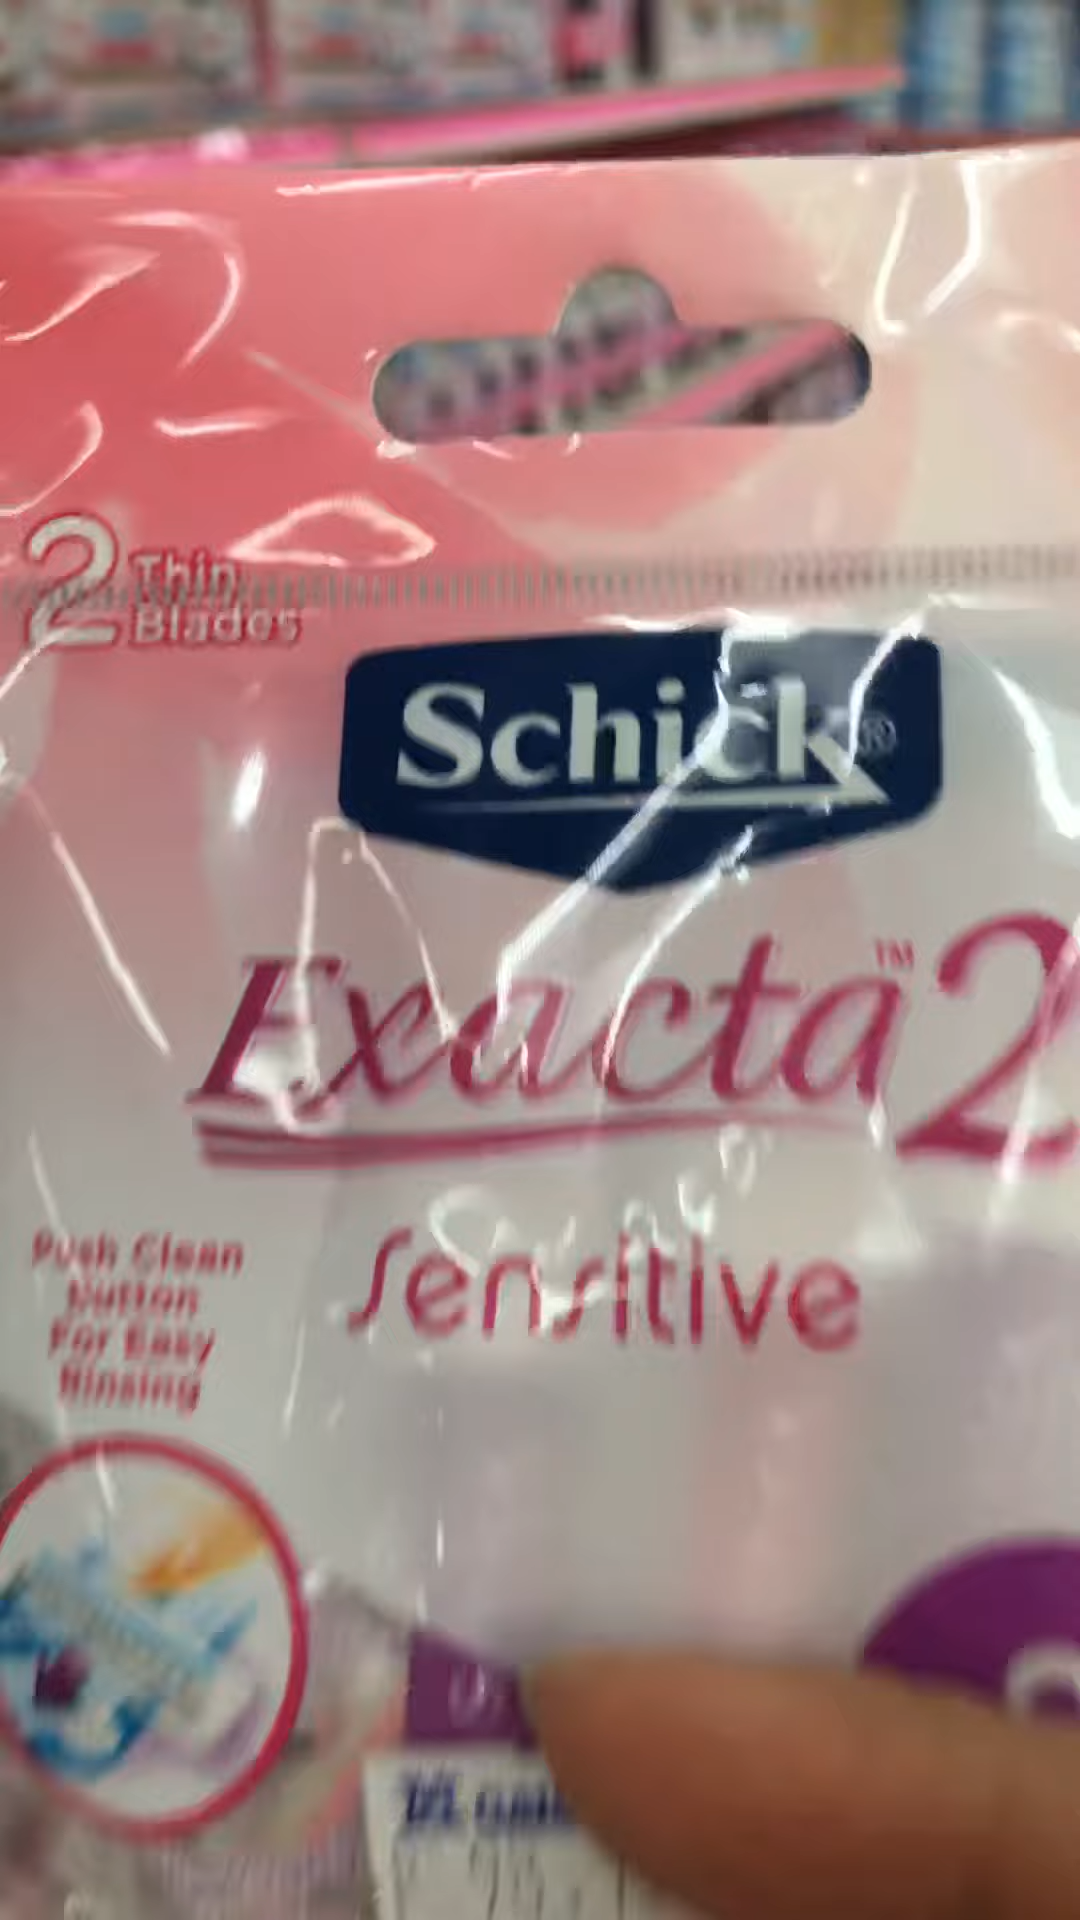 2 Thin
Blades
Schick®
Exacta™2
Sensitive
Push Clean
Button
For Easy
Rinsing